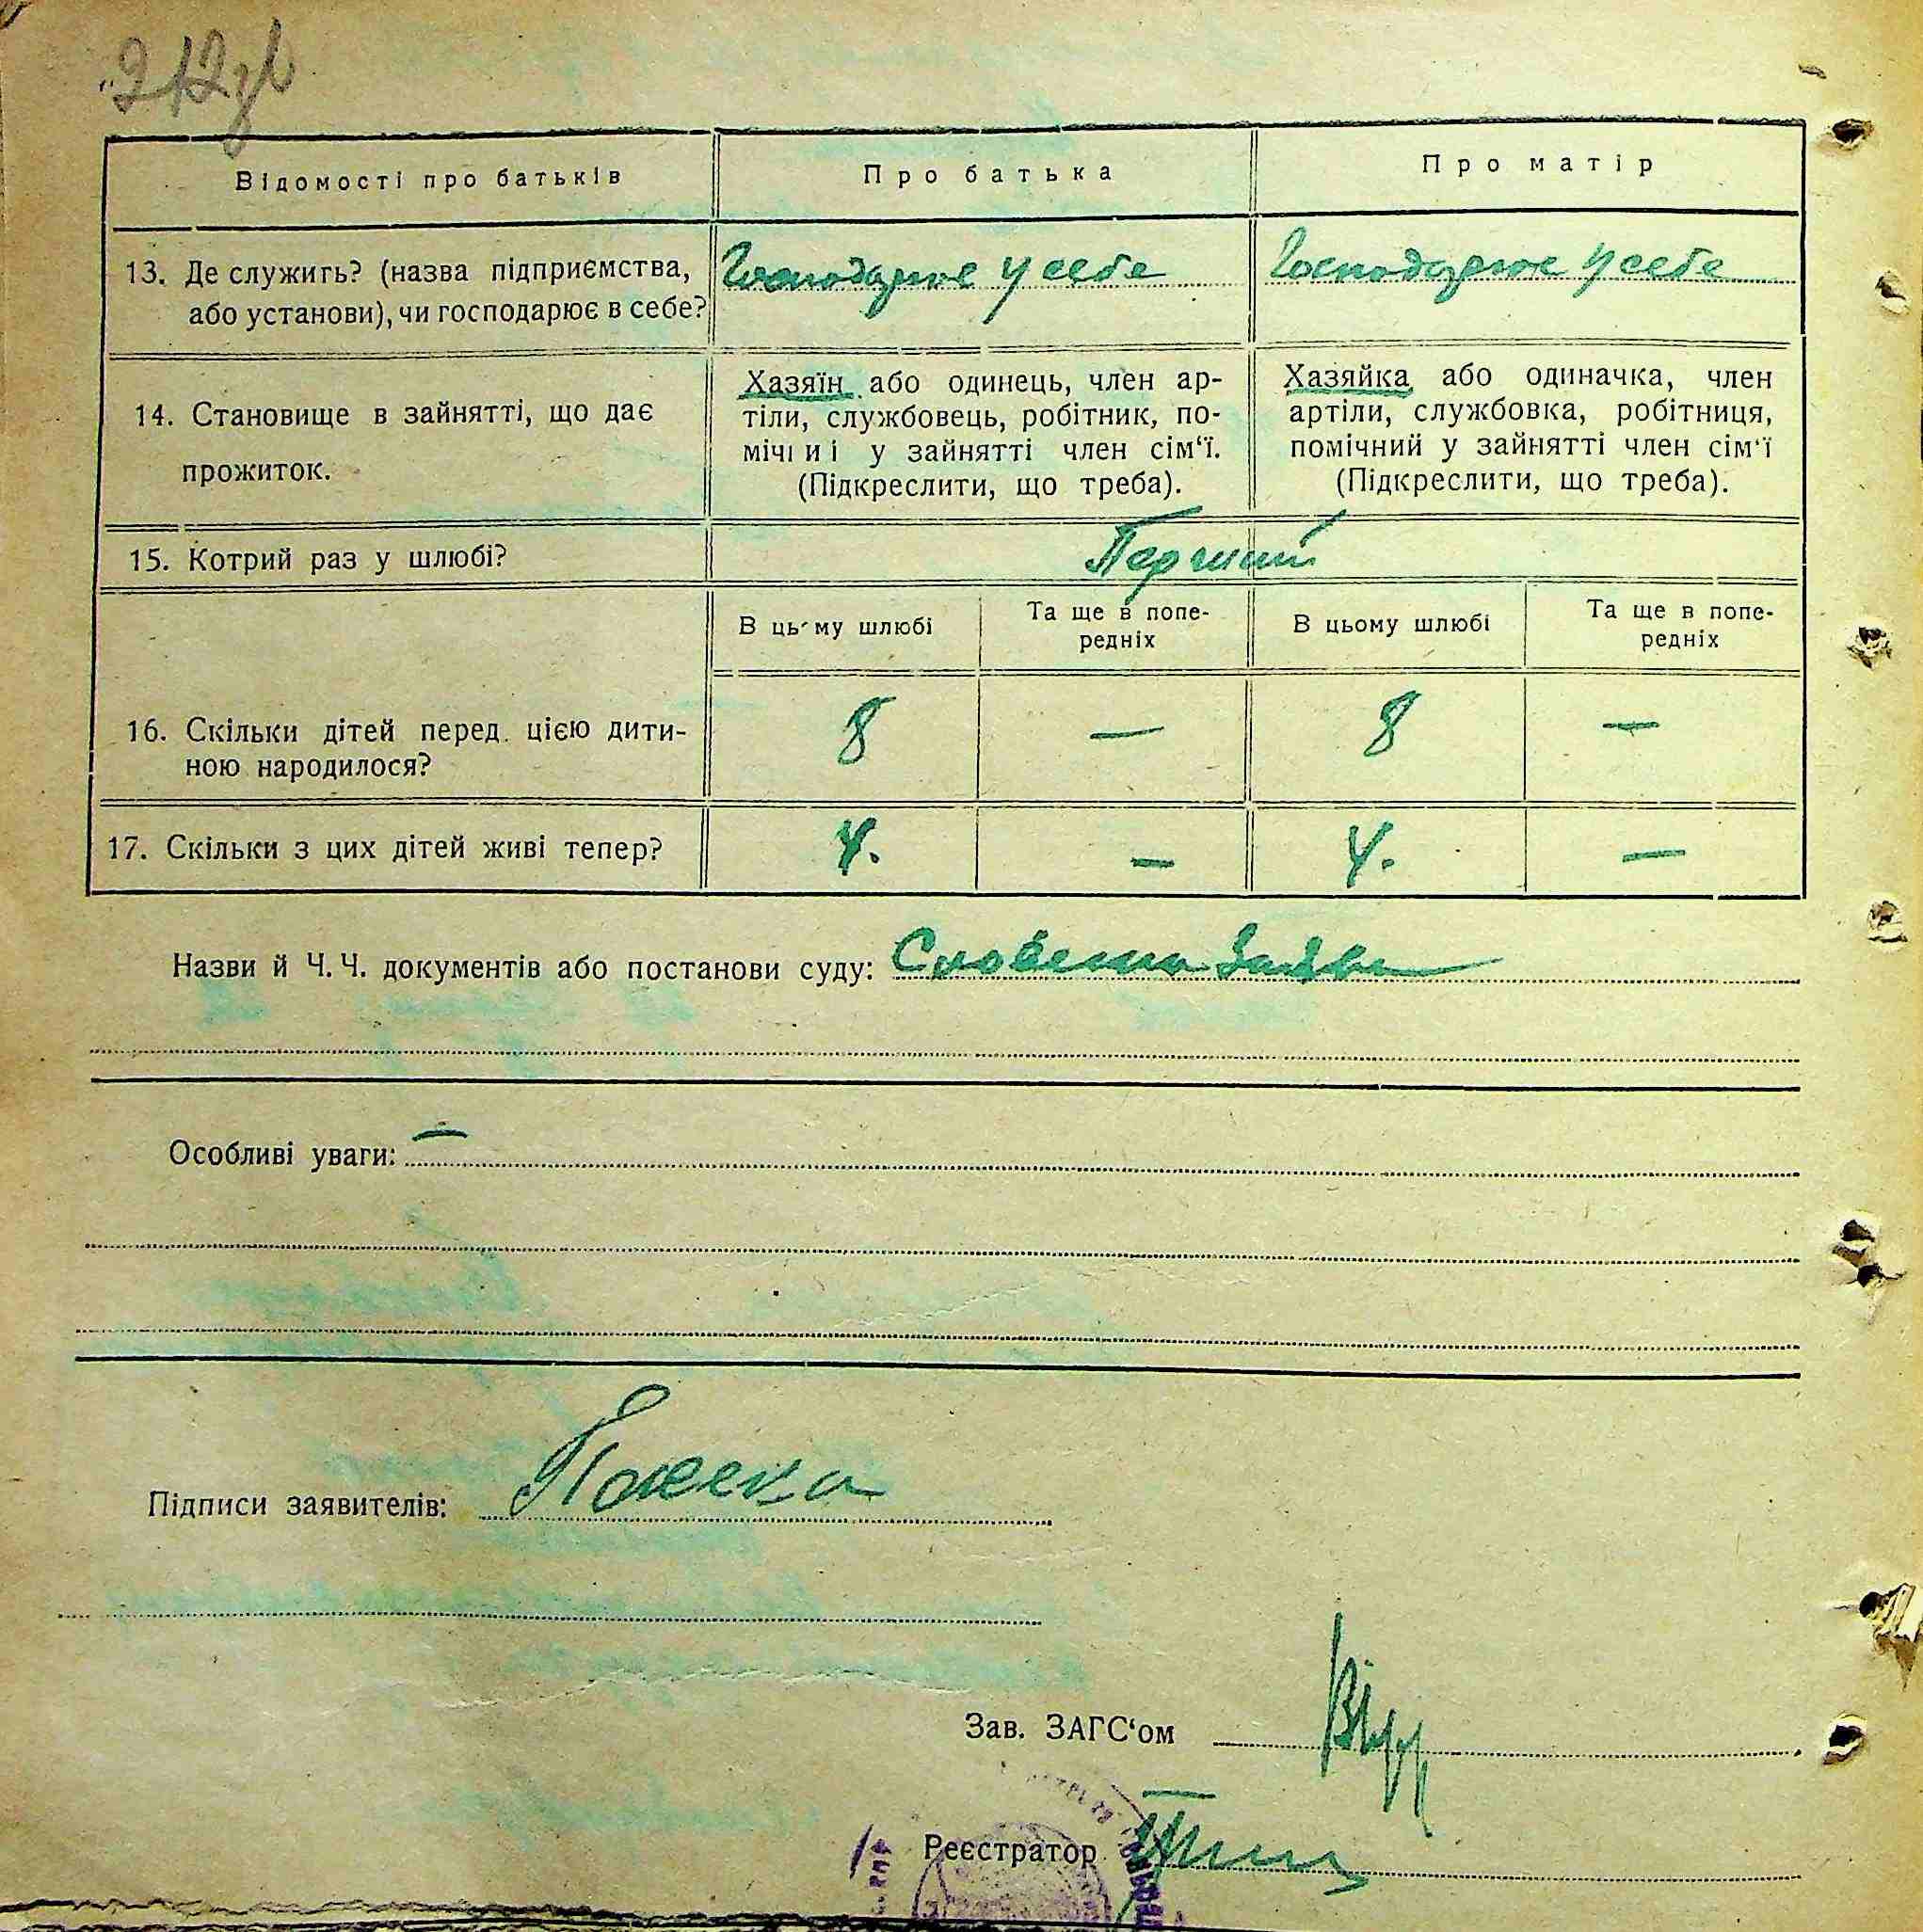 212зв
Відомості про батьків
Про батька
Про матір
13. Де служить? (назва підприємства,
або установи), чи господарює в себе?
Господарює у себе
Господарює у себе
14. Становище в зайнятті, що дає
прожиток.
Хазяїн або одинець, член ар-
тіли, службовець, робітник, по-
мічниі у зайнятті член сім‘ї.
(Підкреслити, що треба).
Хазяйка або одиначка, член
артіли, службовка, робітниця,
помічний у зайнятті член сім‘ї
(Підкреслити, що треба).
15. Котрий раз у шлюбі?
Перший
В цьму шлюбі
Та ще в попе-
редніх
В цьому шлюбі
Та ще в попе-
редніх
16. Скільки дітей перед цією дити-
ною народилося?
8 — 8 —
17. Скільки з цих дітей живі тепер?
4. — 4. —
Назви й Ч.Ч. документів або постанови суду: Словесна заява
Особливі уваги: —
Підписи заявителів:
Зав. ЗАГС‘ом
Реєстратор